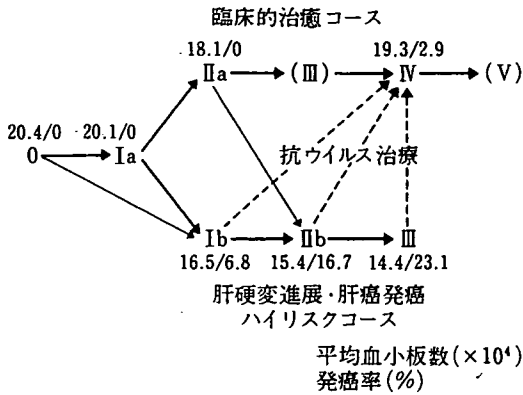 臨床的治癒コース
18.1/0 19.3/2.9
Ⅱa (Ⅲ) Ⅳ (Ⅴ)
20.4/0 20.1/0
0 Ⅰa
抗ウイルス治療
Ⅰb Ⅱb Ⅲ
16.5/6.8 15.4/16.7 14.4/23.1
肝硬変進展・肝癌発癌
ハイリスクコース
平均血小板数(×10⁴)
発癌率(%)